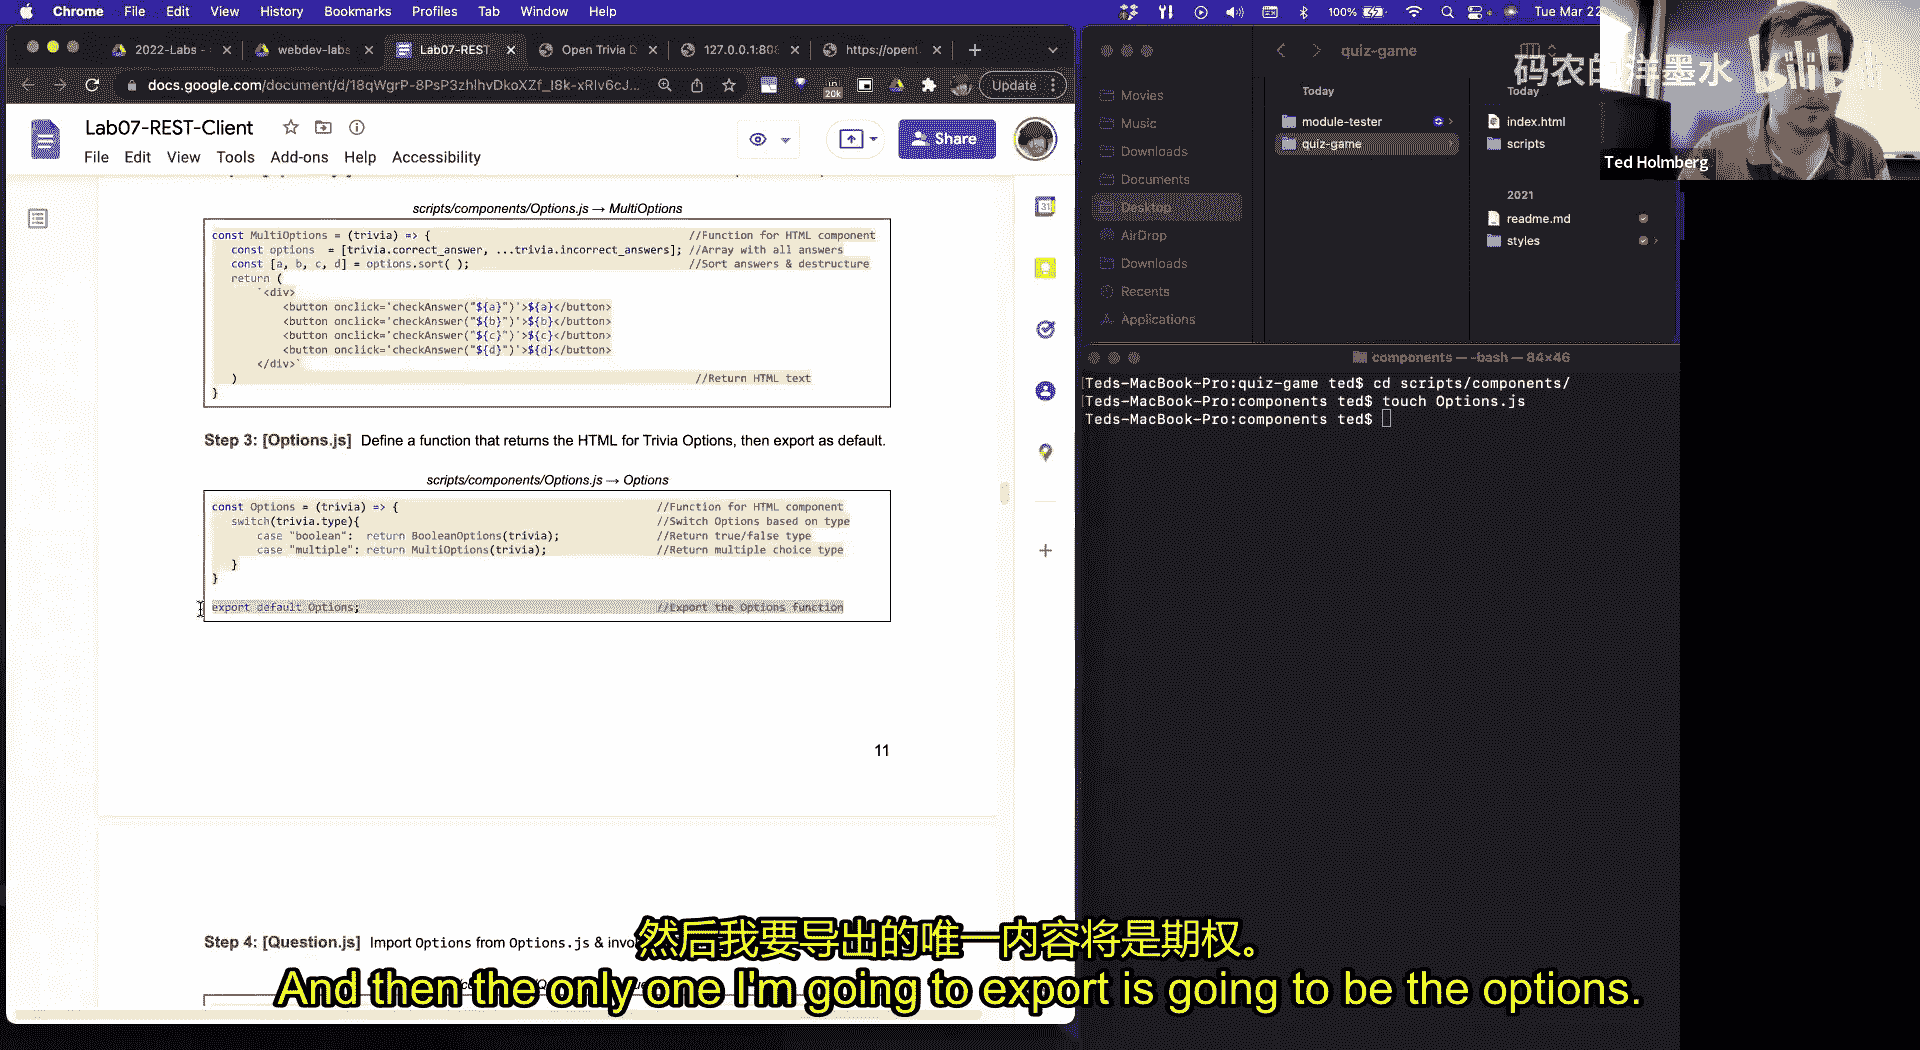 Chrome File Edit View History Bookmarks Profiles Tab Window Help
100% Tue Mar 22
2022-Labs - webdev-labs Lab07-REST- Open Trivia D 127.0.0.1:808 https://opent
docs.google.com/document/d/18qWgrP-8PsP3zhlhvDkoXZf_I8k-xRlv6cJ...
20k
Update
Lab07-REST-Client
File Edit View Tools Add-ons Help Accessibility
Share
31
scripts/components/Options.js → MultiOptions
const MultiOptions = (trivia) => { //Function for HTML component
const options = [trivia.correct_answer, ...trivia.incorrect_answers]; //Array with all answers
const [a, b, c, d] = options.sort( ); //Sort answers & destructure
return (
`<div>
<button onclick='checkAnswer("${a}")'>${a}</button>
<button onclick='checkAnswer("${b}")'>${b}</button>
<button onclick='checkAnswer("${c}")'>${c}</button>
<button onclick='checkAnswer("${d}")'>${d}</button>
</div>`
) //Return HTML text
}
Step 3: [Options.js] Define a function that returns the HTML for Trivia Options, then export as default.
scripts/components/Options.js → Options
const Options = (trivia) => { //Function for HTML component
switch(trivia.type){ //Switch Options based on type
case "boolean": return BooleanOptions(trivia); //Return true/false type
case "multiple": return MultiOptions(trivia); //Return multiple choice type
}
}
export default Options; //Export the Options function
11
Step 4: [Question.js] Import Options from Options.js & invo
quiz-game
Movies
Music
Downloads
Documents
Desktop
AirDrop
Downloads
Recents
Applications
Today
module-tester
quiz-game
Today
index.html
scripts
2021
readme.md
styles
码农的洋墨水 bilibili
Ted Holmberg
components — -bash — 84×46
Teds-MacBook-Pro:quiz-game ted$ cd scripts/components/
Teds-MacBook-Pro:components ted$ touch Options.js
Teds-MacBook-Pro:components ted$
然后我要导出的唯一内容将是期权。
And then the only one I'm going to export is going to be the options.